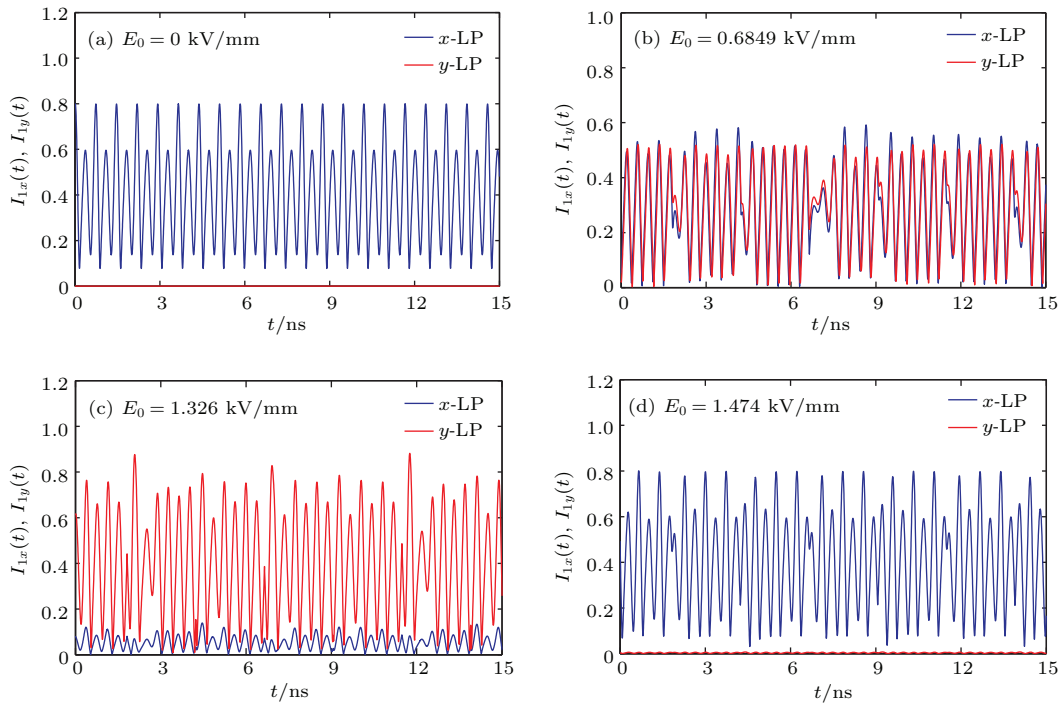 (a) E₀ = 0 kV/mm
x-LP
y-LP
I₁ₓ(t), I₁ᵧ(t)
1.2
1.0
0.8
0.6
0.4
0.2
0
0 3 6 9 12 15
t/ns
(b) E₀ = 0.6849 kV/mm
x-LP
y-LP
I₁ₓ(t), I₁ᵧ(t)
1.0
0.8
0.6
0.4
0.2
0
0 3 6 9 12 15
t/ns
(c) E₀ = 1.326 kV/mm
x-LP
y-LP
I₁ₓ(t), I₁ᵧ(t)
1.2
1.0
0.8
0.6
0.4
0.2
0
0 3 6 9 12 15
t/ns
(d) E₀ = 1.474 kV/mm
x-LP
y-LP
I₁ₓ(t), I₁ᵧ(t)
1.2
1.0
0.8
0.6
0.4
0.2
0
0 3 6 9 12 15
t/ns